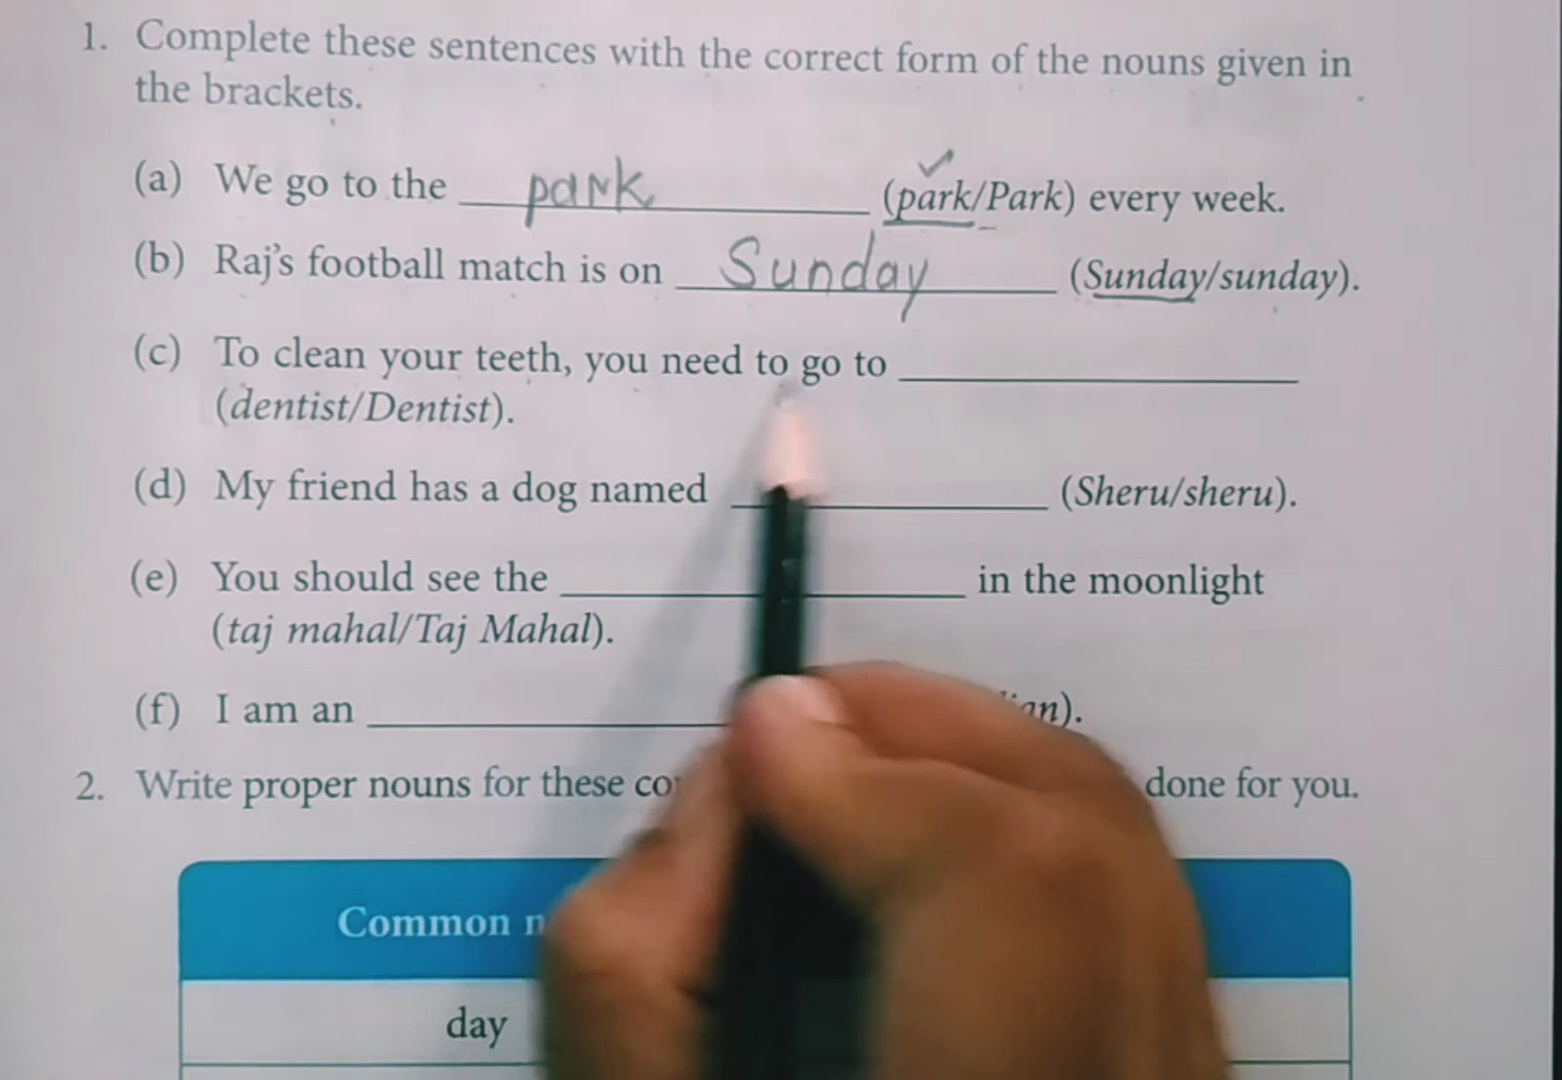 1. Complete these sentences with the correct form of the nouns given in
the brackets.
(a) We go to the park (park/Park) every week.
(b) Raj's football match is on Sunday (Sunday/sunday).
(c) To clean your teeth, you need to go to
(dentist/Dentist).
(d) My friend has a dog named (Sheru/sheru).
(e) You should see the in the moonlight
(taj mahal/Taj Mahal).
(f) I am an
2. Write proper nouns for these done for you.
Common
day